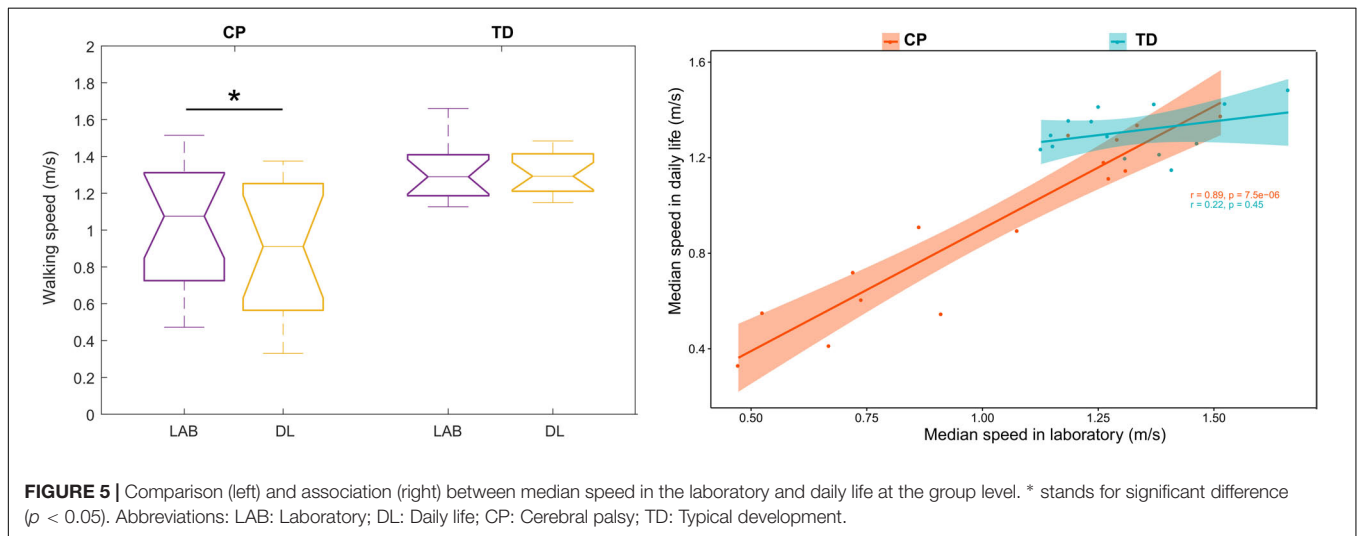 CP
TD
2
1.8
1.6
1.4
1.2
1
0.8
0.6
0.4
0.2
0
Walking speed (m/s)
*
LAB
DL
LAB
DL
CP
TD
1.6
1.2
0.8
0.4
Median speed in daily life (m/s)
r = 0.89, p = 7.5e−06
r = 0.22, p = 0.45
0.50
0.75
1.00
1.25
1.50
Median speed in laboratory (m/s)
FIGURE 5 | Comparison (left) and association (right) between median speed in the laboratory and daily life at the group level. * stands for significant difference
(p < 0.05). Abbreviations: LAB: Laboratory; DL: Daily life; CP: Cerebral palsy; TD: Typical development.